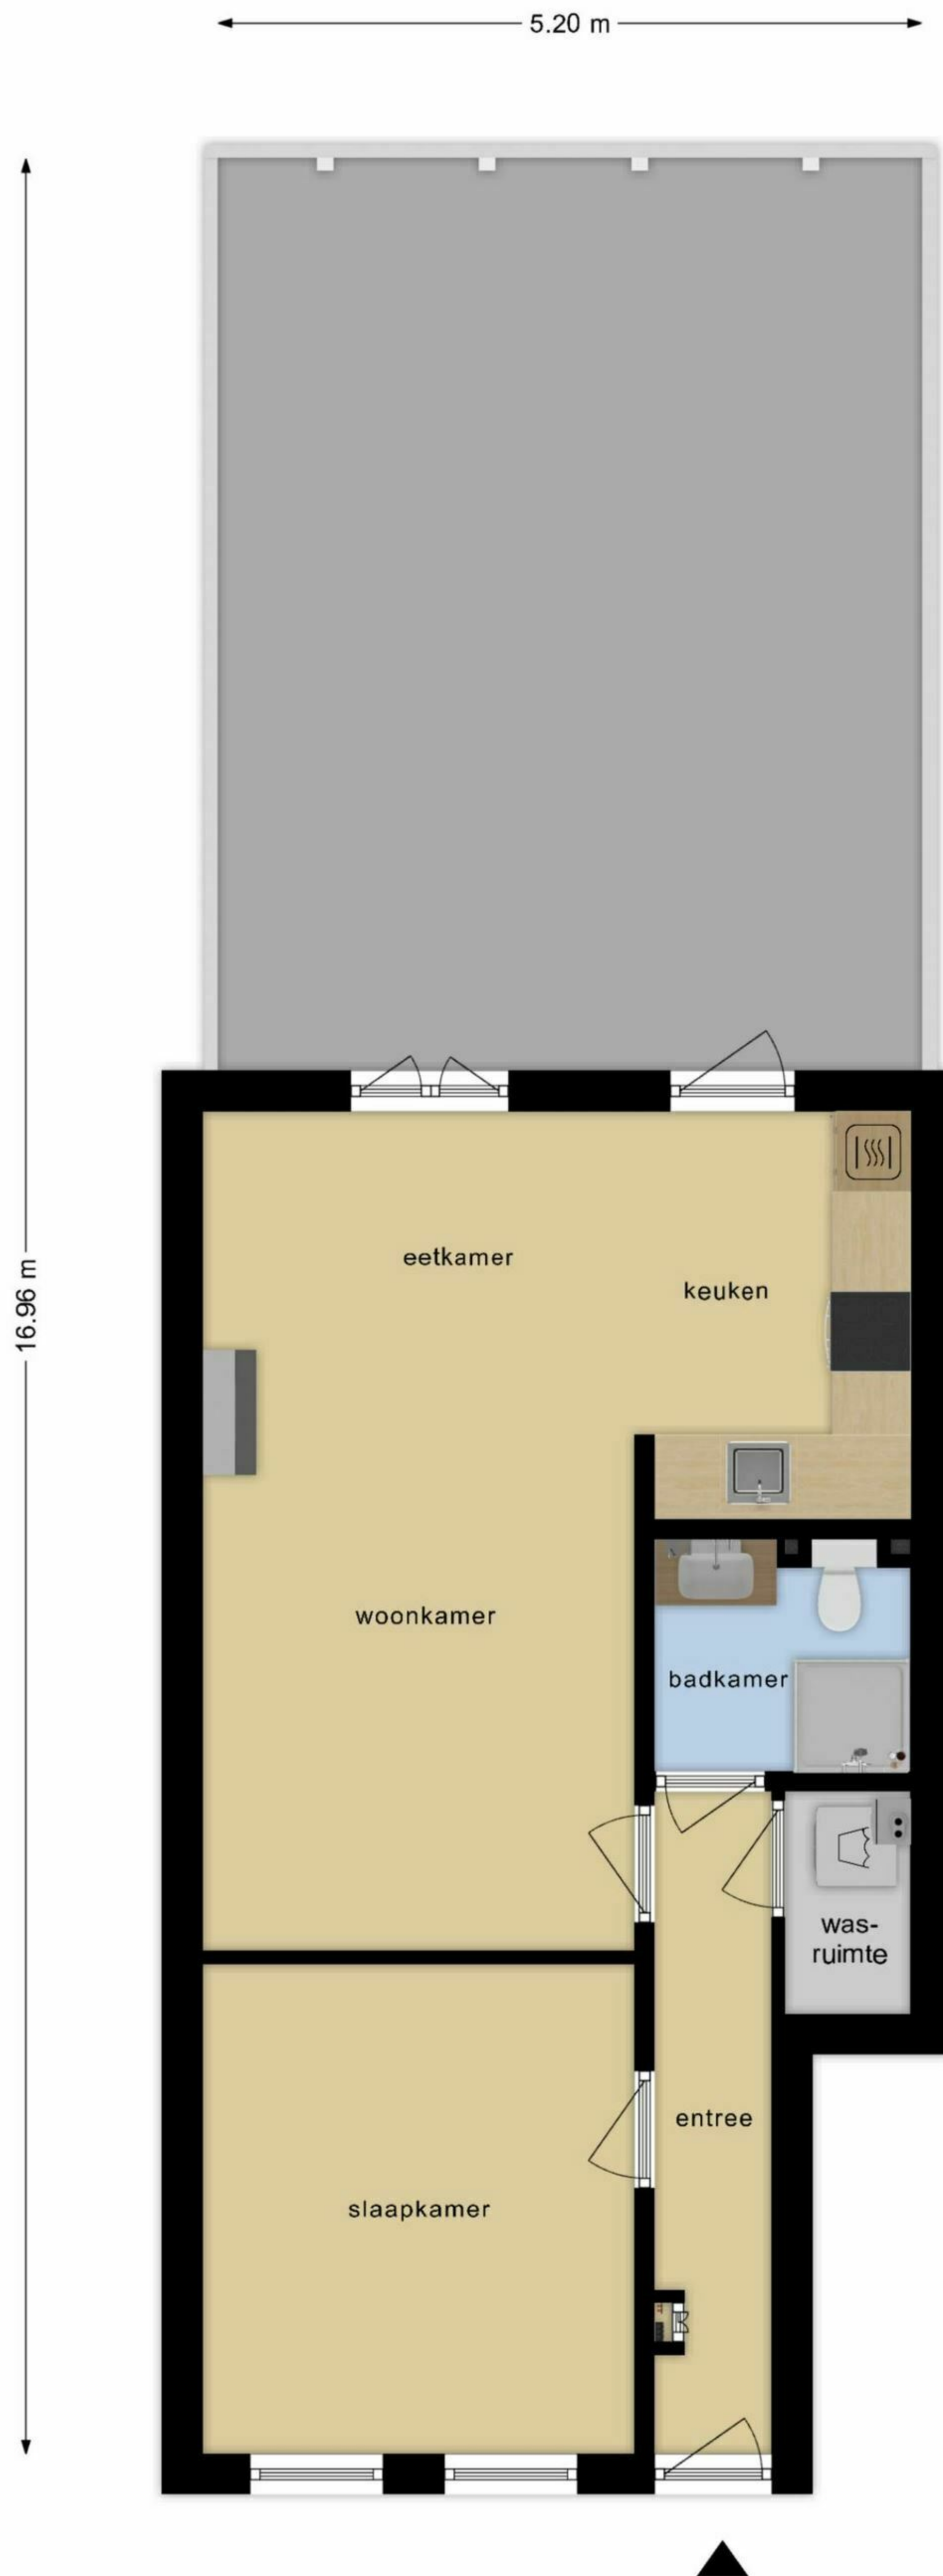 5.20 m
16.96 m
eetkamer
keuken
woonkamer
badkamer
was-
ruimte
entree
slaapkamer